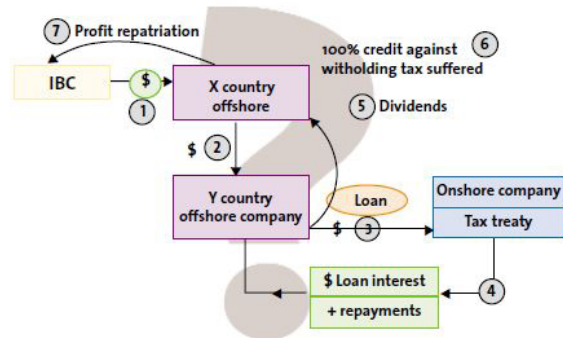 7 Profit repatriation
100% credit against 6
witholding tax suffered
IBC
$
1
X country
offshore
5 Dividends
$ 2
Y country
offshore company
Loan
$ 3
Onshore company
Tax treaty
$ Loan interest
+ repayments
4